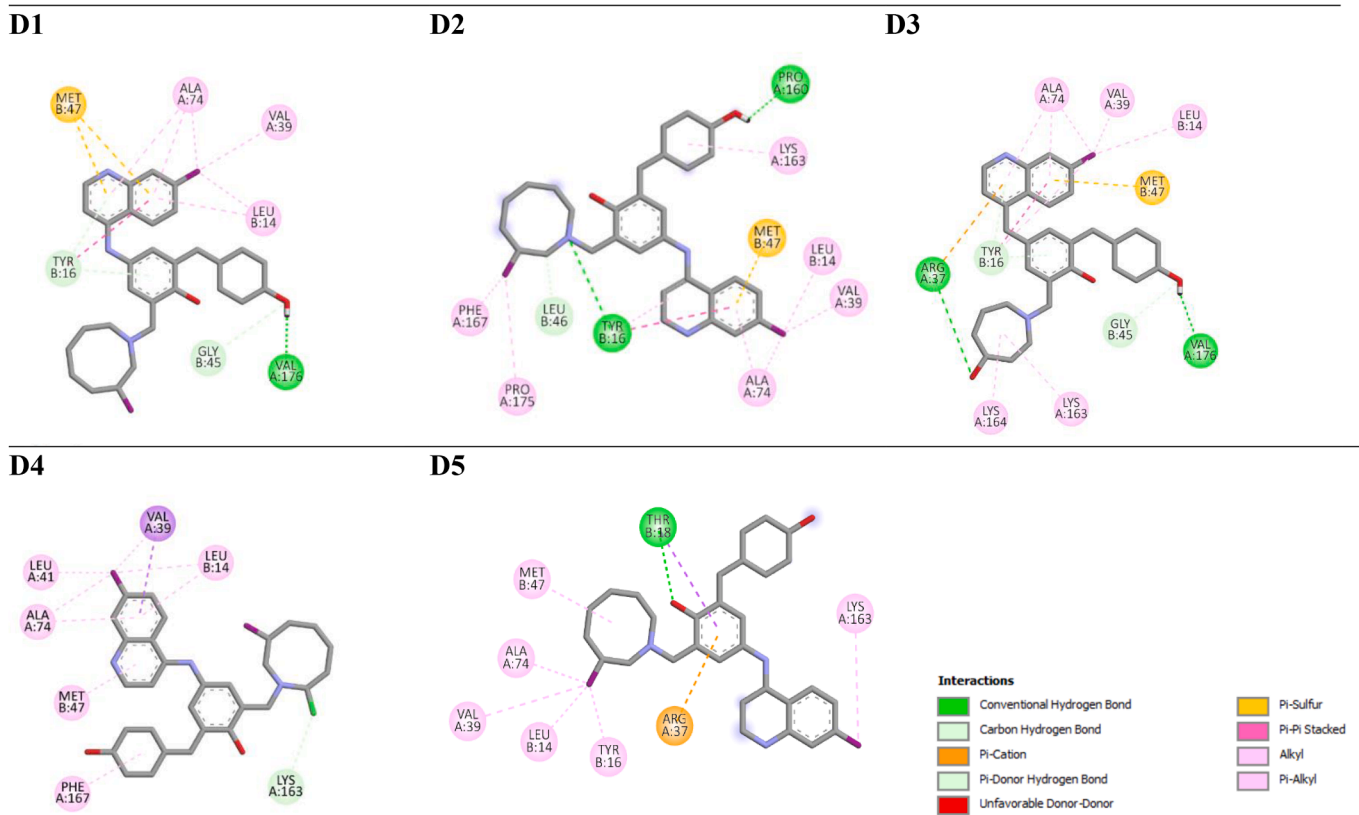 D1
D2
D3
MET
B:47
ALA
A:74
VAL
A:39
LEU
B:14
TYR
B:16
GLY
B:45
VAL
A:176
PRO
A:160
LYS
A:163
MET
B:47
LEU
B:14
VAL
A:39
PHE
A:167
LEU
B:46
TYR
B:16
PRO
A:175
ALA
A:74
ALA
A:74
VAL
A:39
LEU
B:14
MET
B:47
TYR
B:16
ARG
A:37
GLY
B:45
VAL
A:176
LYS
A:164
LYS
A:163
D4
D5
VAL
A:39
LEU
A:41
LEU
B:14
ALA
A:74
MET
B:47
PHE
A:167
LYS
A:163
THR
B:18
MET
B:47
LYS
A:163
ALA
A:74
VAL
A:39
LEU
B:14
TYR
B:16
ARG
A:37
Interactions
Conventional Hydrogen Bond
Carbon Hydrogen Bond
Pi-Cation
Pi-Donor Hydrogen Bond
Unfavorable Donor-Donor
Pi-Sulfur
Pi-Pi Stacked
Alkyl
Pi-Alkyl